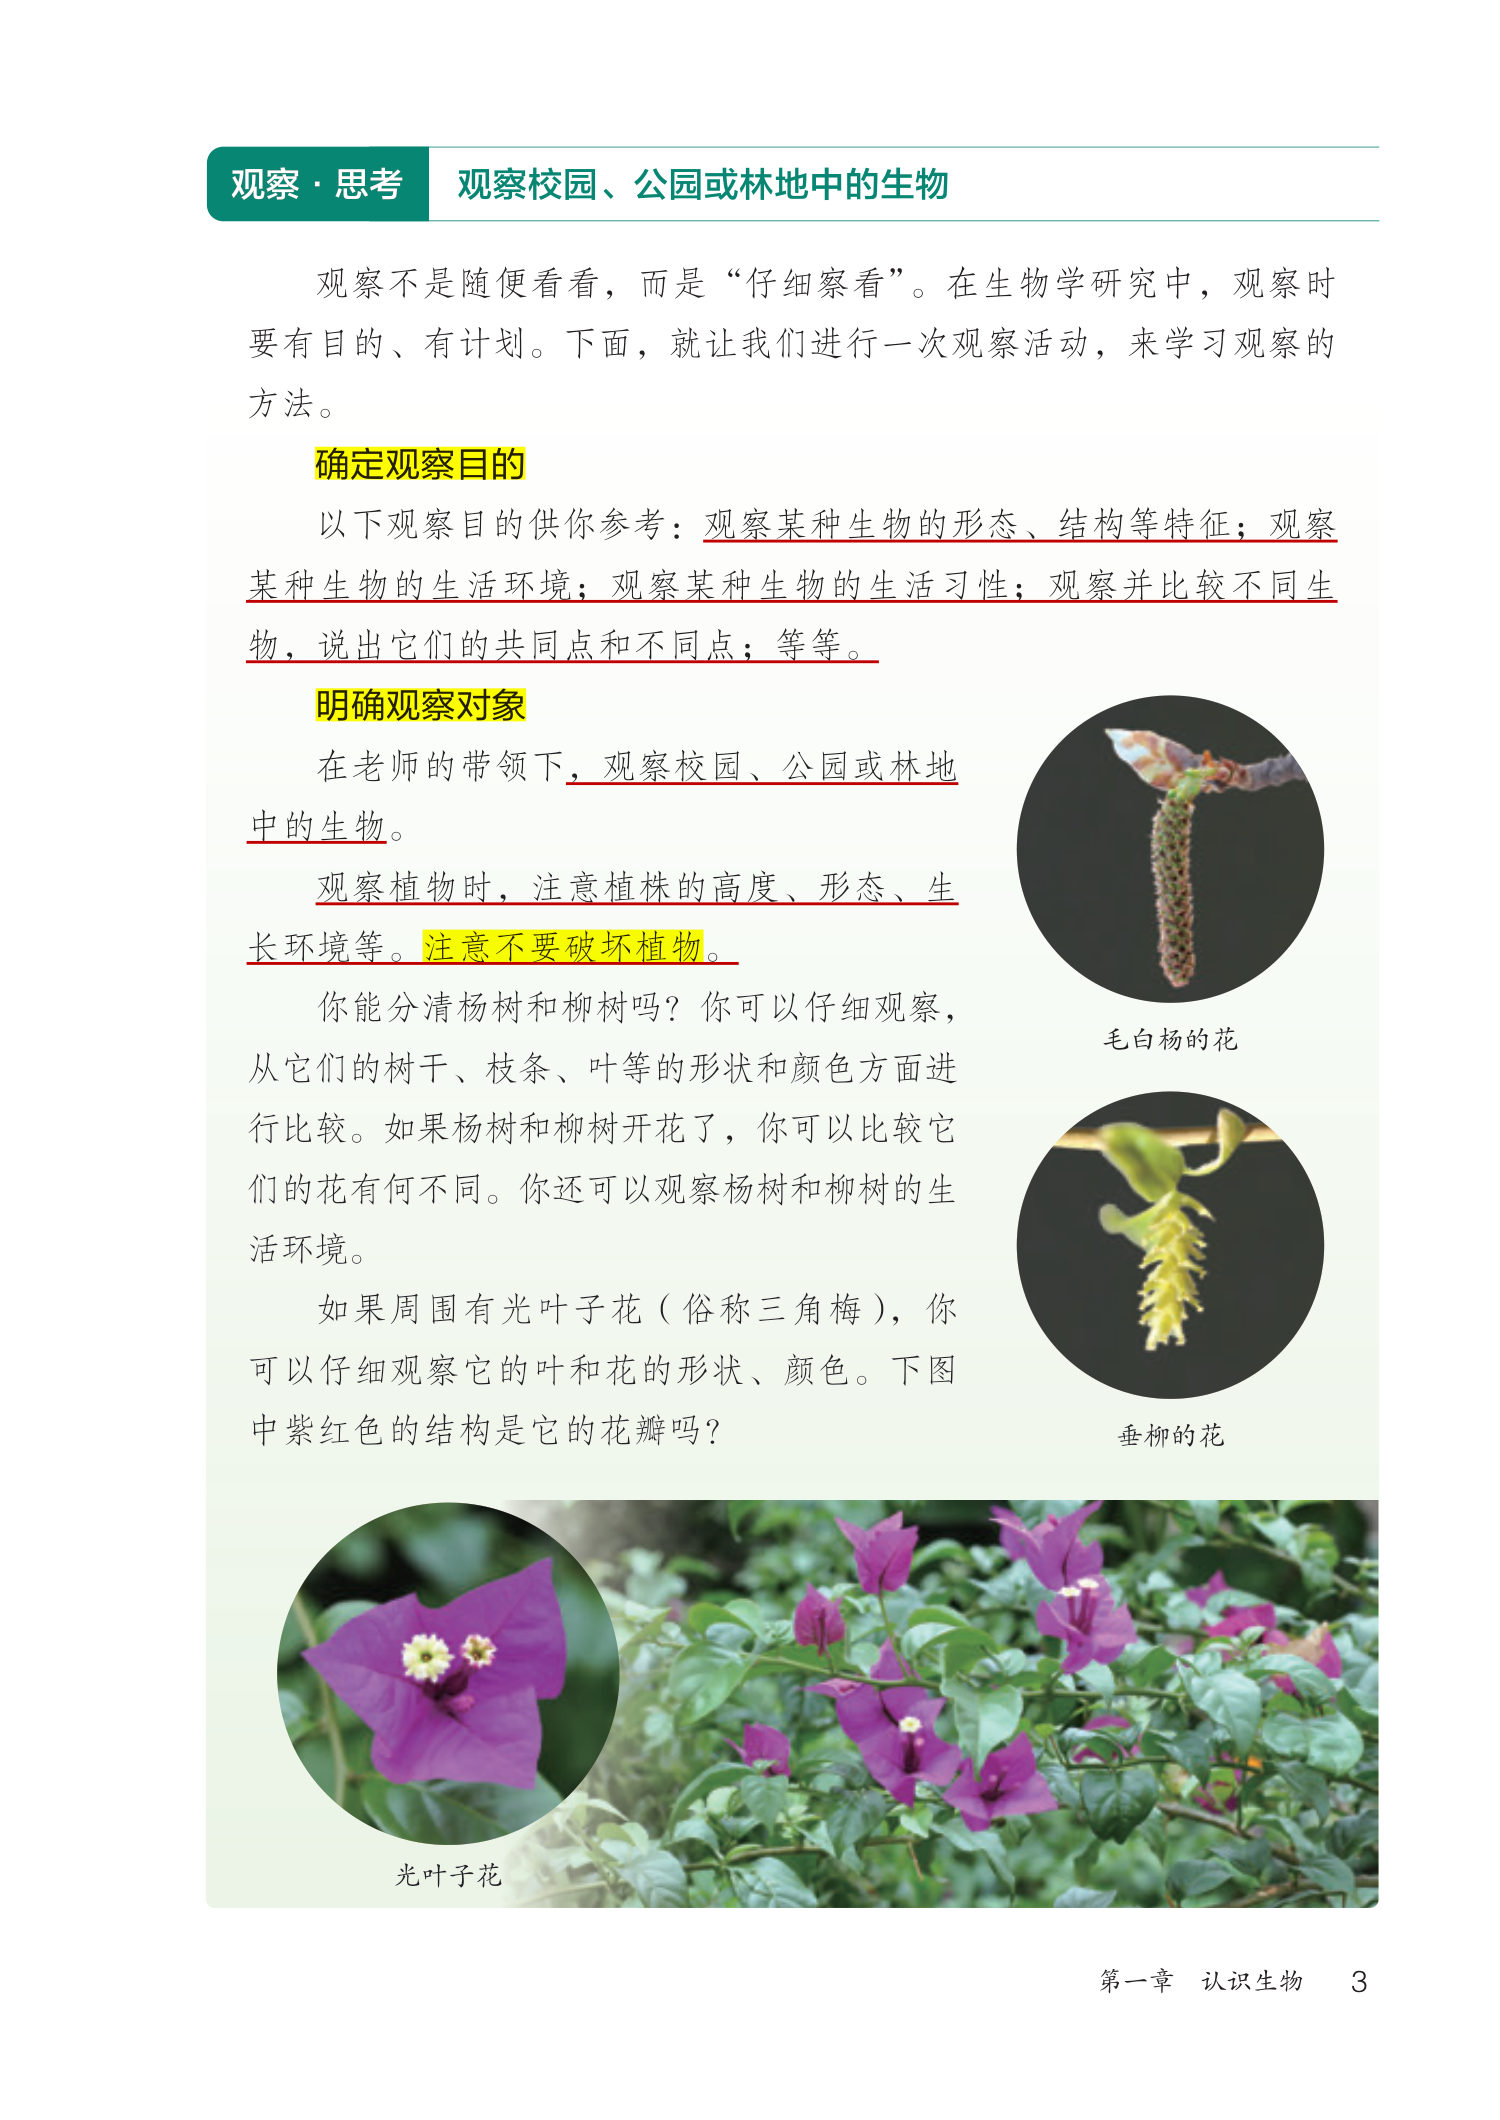 观察·思考 观察校园、公园或林地中的生物
观察不是随便看看，而是“仔细察看”。在生物学研究中，观察时
要有目的、有计划。下面，就让我们进行一次观察活动，来学习观察的
方法。
确定观察目的
以下观察目的供你参考：观察某种生物的形态、结构等特征；观察
某种生物的生活环境；观察某种生物的生活习性；观察并比较不同生
物，说出它们的共同点和不同点；等等。
明确观察对象
在老师的带领下，观察校园、公园或林地
中的生物。
观察植物时，注意植株的高度、形态、生
长环境等。注意不要破坏植物。
你能分清杨树和柳树吗？你可以仔细观察，
从它们的树干、枝条、叶等的形状和颜色方面进
行比较。如果杨树和柳树开花了，你可以比较它
们的花有何不同。你还可以观察杨树和柳树的生
活环境。
如果周围有光叶子花（俗称三角梅），你
可以仔细观察它的叶和花的形状、颜色。下图
中紫红色的结构是它的花瓣吗？
毛白杨的花
垂柳的花
光叶子花
第一章 认识生物 3